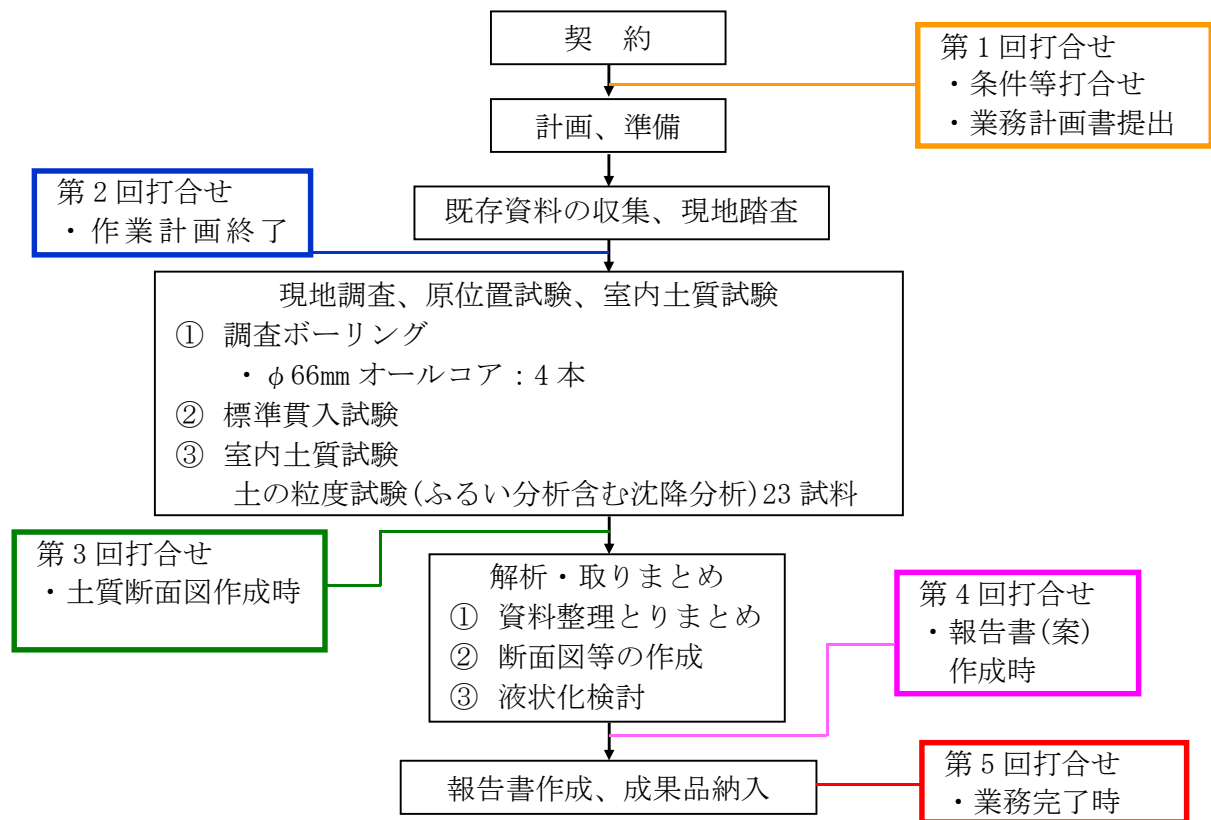 契 約
第1回打合せ
・条件等打合せ
・業務計画書提出
計画、準備
既存資料の収集、現地踏査
第2回打合せ
・作業計画終了
現地調査、原位置試験、室内土質試験
① 調査ボーリング
・φ66㎜ オールコア：4本
② 標準貫入試験
③ 室内土質試験
土の粒度試験(ふるい分析含む沈降分析)23試料
第3回打合せ
・土質断面図作成時
解析・取りまとめ
① 資料整理とりまとめ
② 断面図等の作成
③ 液状化検討
第4回打合せ
・報告書(案)
作成時
報告書作成、成果品納入
第5回打合せ
・業務完了時